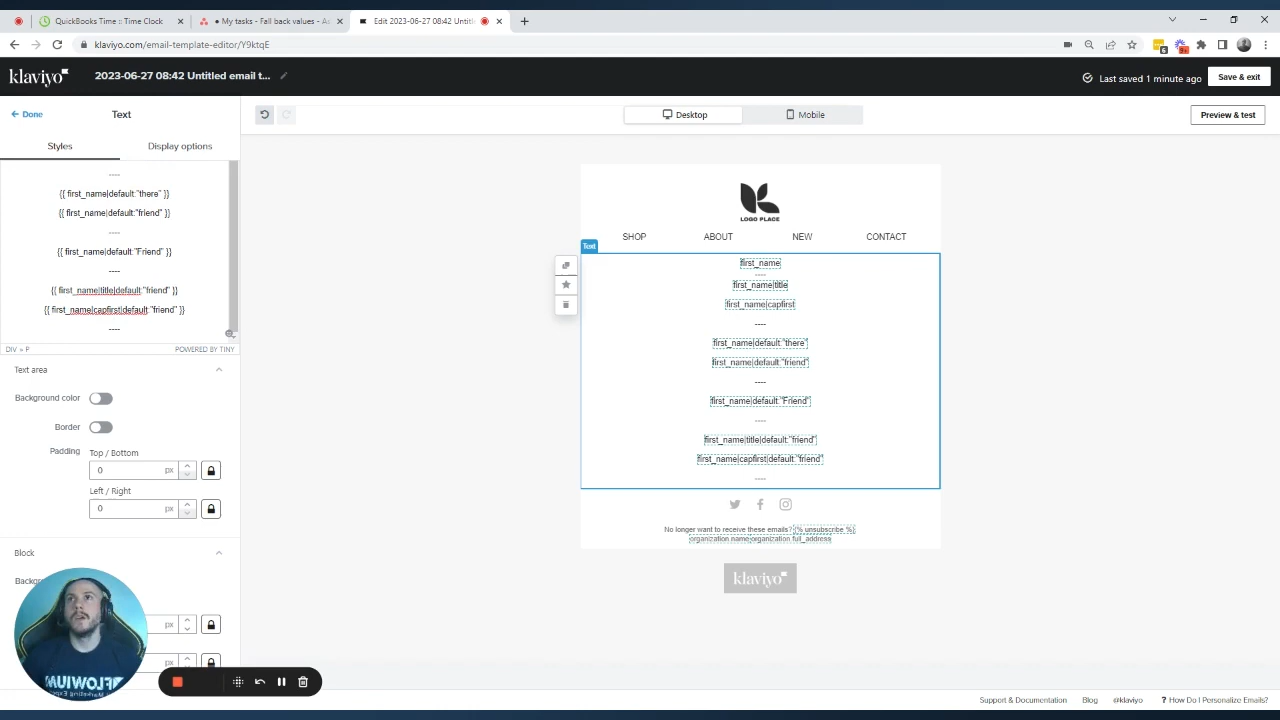 QuickBooks Time :: Time Clock
● My tasks - Fall back values - A
Edit 2023-06-27 08:42 Untitl
klaviyo.com/email-template-editor/Y9ktqE
klaviyo
2023-06-27 08:42 Untitled email t...
Last saved 1 minute ago
Save & exit
Done
Text
Desktop
Mobile
Preview & test
Styles
Display options
----
{{ first_name|default:"there" }}
{{ first_name|default:"friend" }}
----
{{ first_name|default:"Friend" }}
----
{{ first_name|title|default:"friend" }}
{{ first_name|capfirst|default:"friend" }}
----
DIV » P
POWERED BY TINY
Text area
Background color
Border
Padding
Top / Bottom
0 px
Left / Right
0 px
Block
px
px
LOGO PLACE
SHOP ABOUT NEW CONTACT
Text
first_name
----
first_name|title
first_name|capfirst
----
first_name|default:"there"
first_name|default:"friend"
----
first_name|default:"Friend"
----
first_name|title|default:"friend"
first_name|capfirst|default:"friend"
----
No longer want to receive these emails? {% unsubscribe %}
organization.name organization.full_address
klaviyo
Support & Documentation
Blog
@klaviyo
? How Do I Personalize Emails?